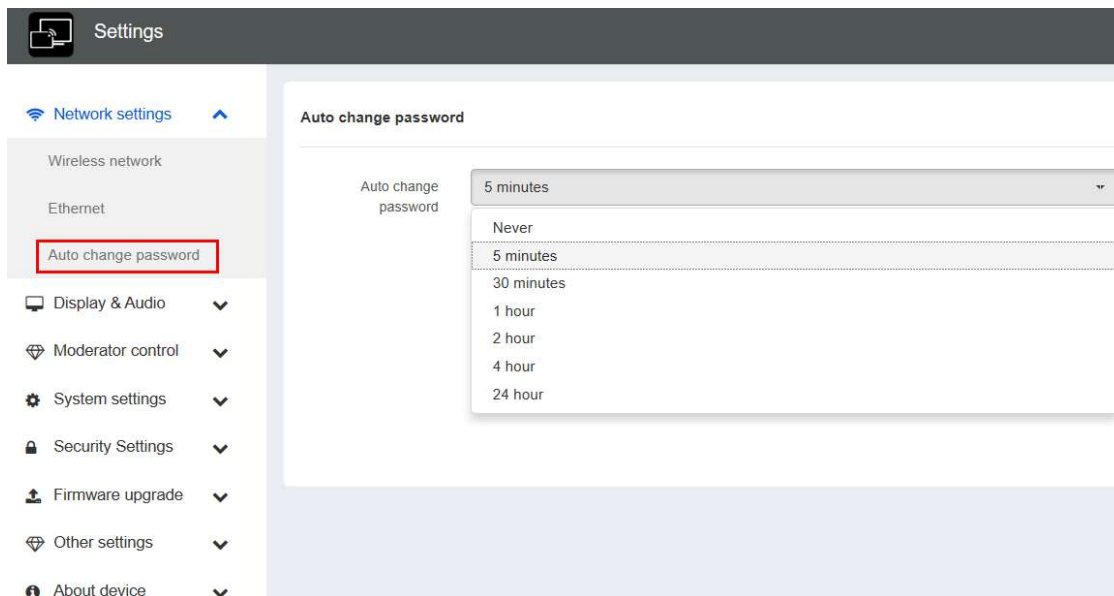 Settings
Network settings
Wireless network
Ethernet
Auto change password
Display & Audio
Moderator control
System settings
Security Settings
Firmware upgrade
Other settings
About device
Auto change password
Auto change
password
5 minutes
Never
5 minutes
30 minutes
1 hour
2 hour
4 hour
24 hour